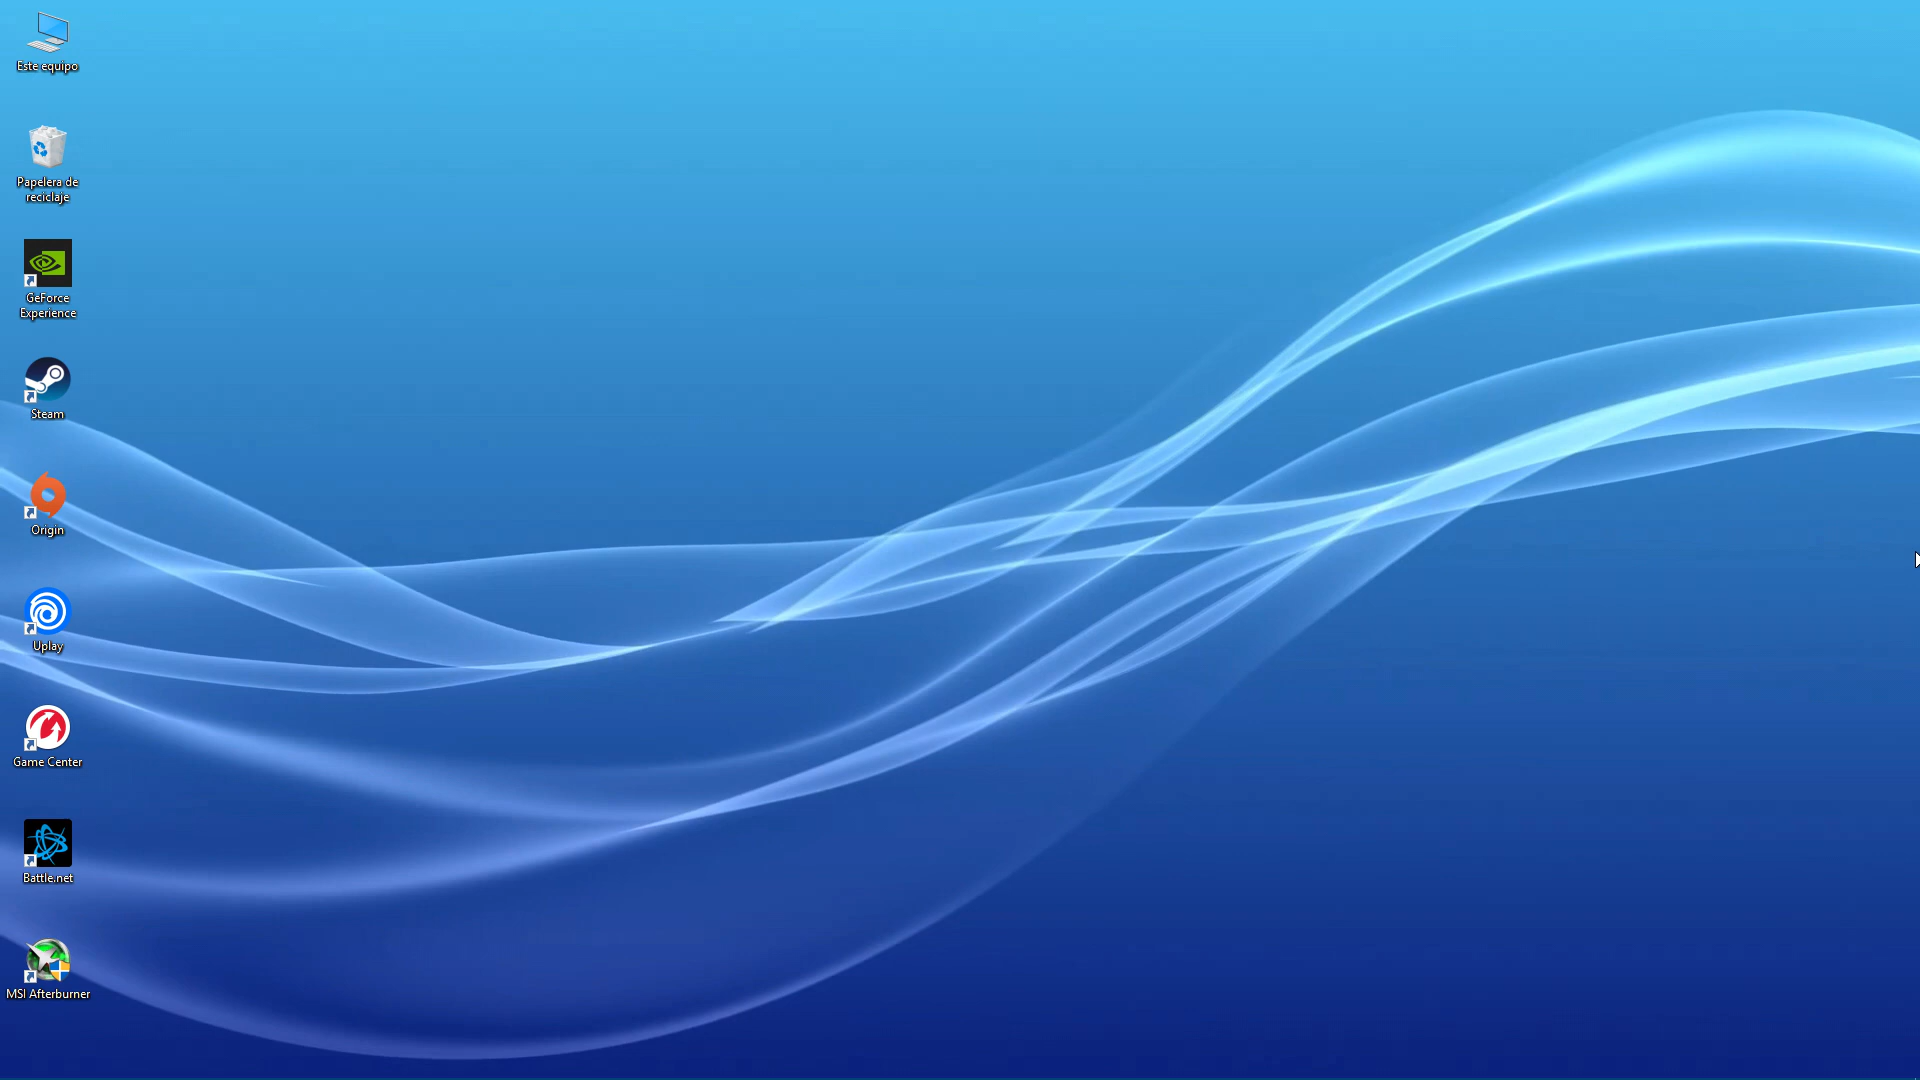 Este equipo
Papelera de
reciclaje
GeForce
Experience
Steam
Origin
Uplay
Game Center
Battle.net
MSI Afterburner